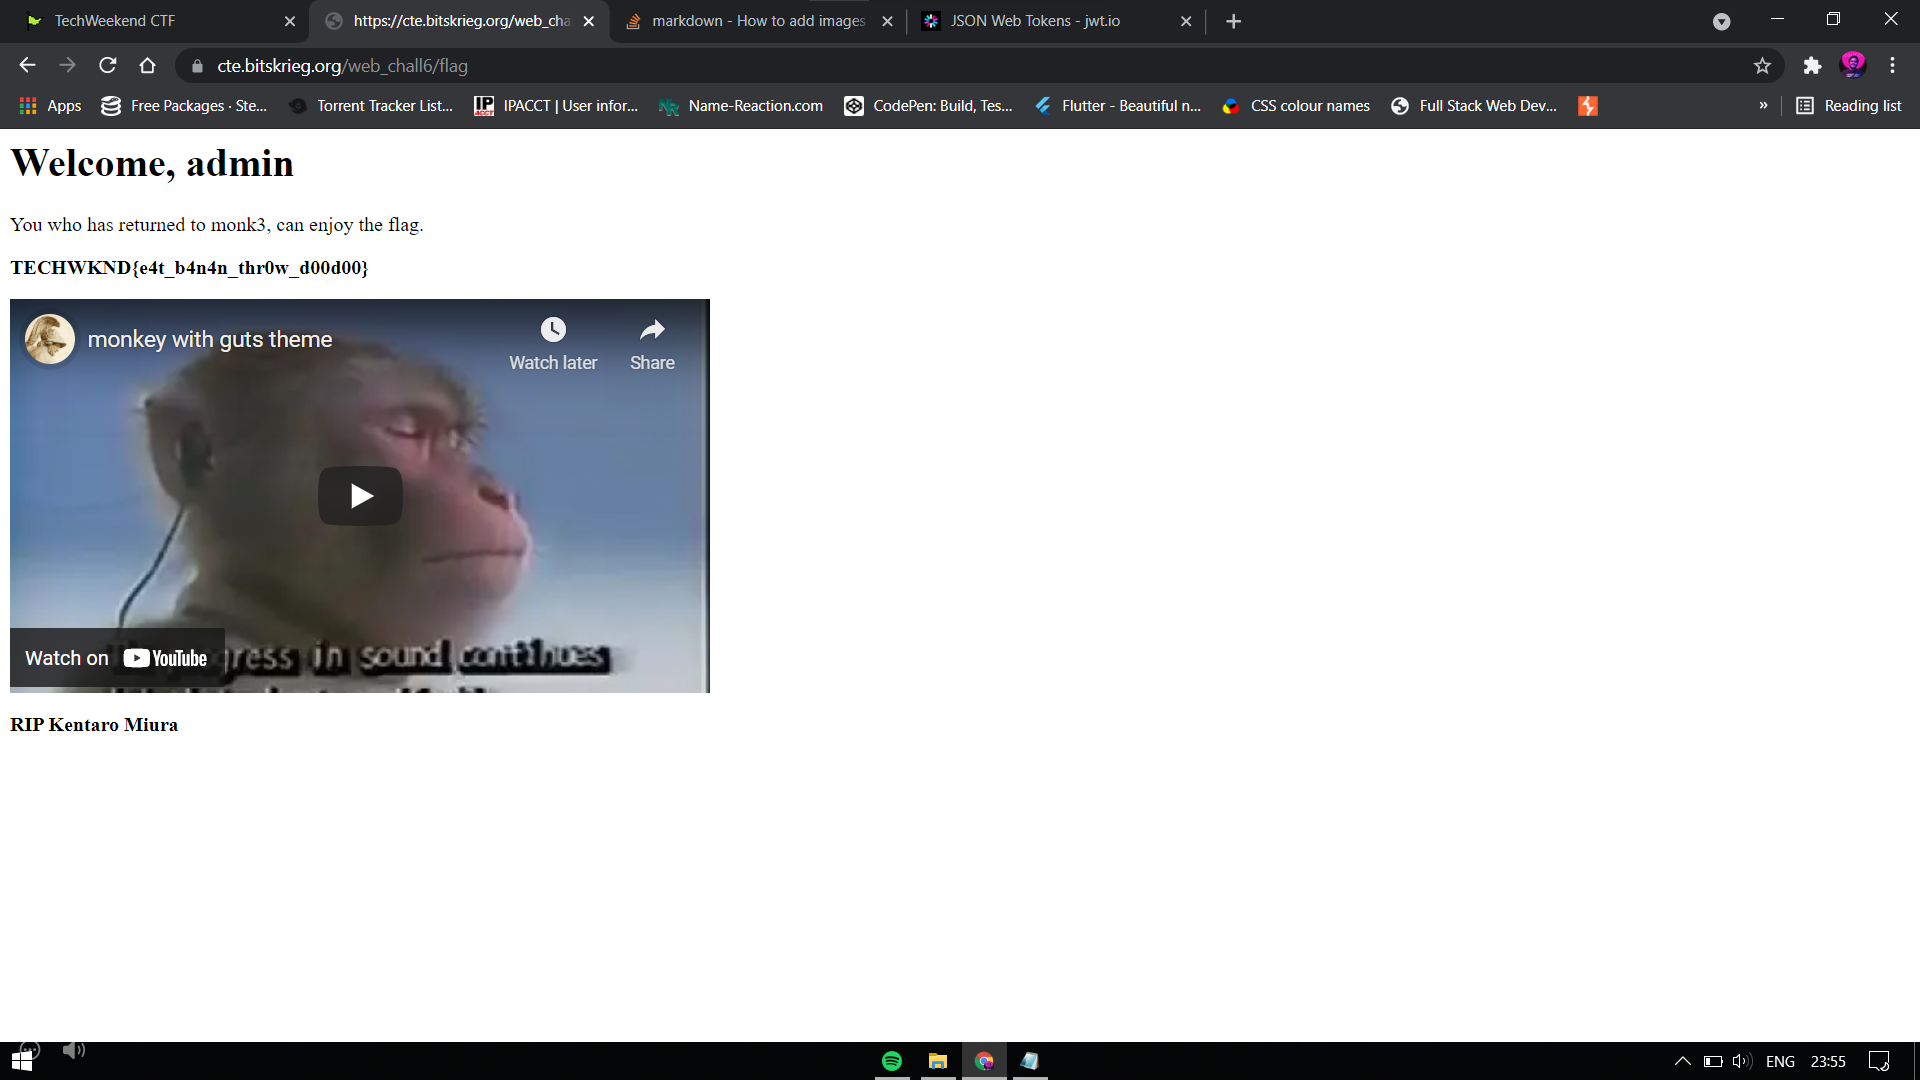 TechWeekend CTF
https://cte.bitskrieg.org/web_cha
markdown - How to add images
JSON Web Tokens - jwt.io
cte.bitskrieg.org/web_chall6/flag
Apps
Free Packages · Ste...
Torrent Tracker List...
IPACCT | User infor...
Name-Reaction.com
CodePen: Build, Tes...
Flutter - Beautiful n...
CSS colour names
Full Stack Web Dev...
»
Reading list
Welcome, admin
You who has returned to monk3, can enjoy the flag.
TECHWKND{e4t_b4n4n_thr0w_d00d00}
monkey with guts theme
Watch later
Share
gress in sound continues
Watch on YouTube
RIP Kentaro Miura
ENG
23:55